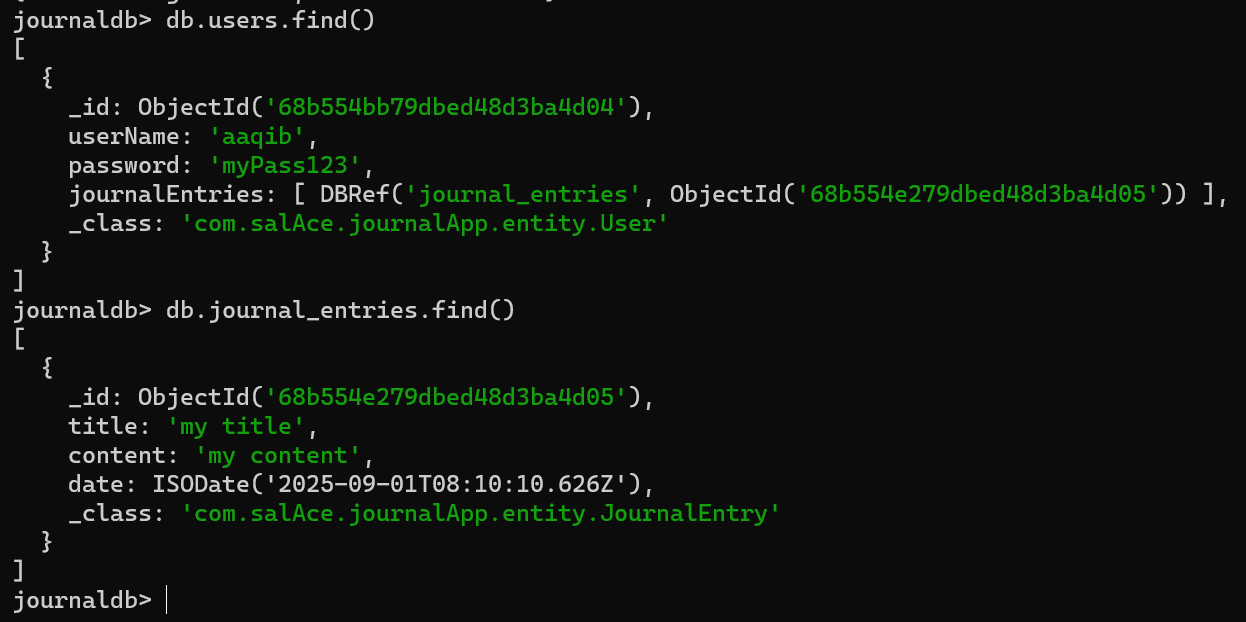 journaldb> db.users.find()
[
  {
    _id: ObjectId('68b554bb79dbed48d3ba4d04'),
    userName: 'aaqib',
    password: 'myPass123',
    journalEntries: [ DBRef('journal_entries', ObjectId('68b554e279dbed48d3ba4d05')) ],
    _class: 'com.salAce.journalApp.entity.User'
  }
]
journaldb> db.journal_entries.find()
[
  {
    _id: ObjectId('68b554e279dbed48d3ba4d05'),
    title: 'my title',
    content: 'my content',
    date: ISODate('2025-09-01T08:10:10.626Z'),
    _class: 'com.salAce.journalApp.entity.JournalEntry'
  }
]
journaldb>